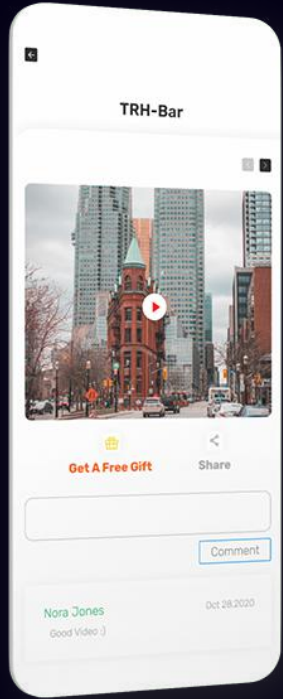 TRH-Bar
Get A Free Gift
Share
Comment
Nora Jones
Oct 28,2020
Good Video :)